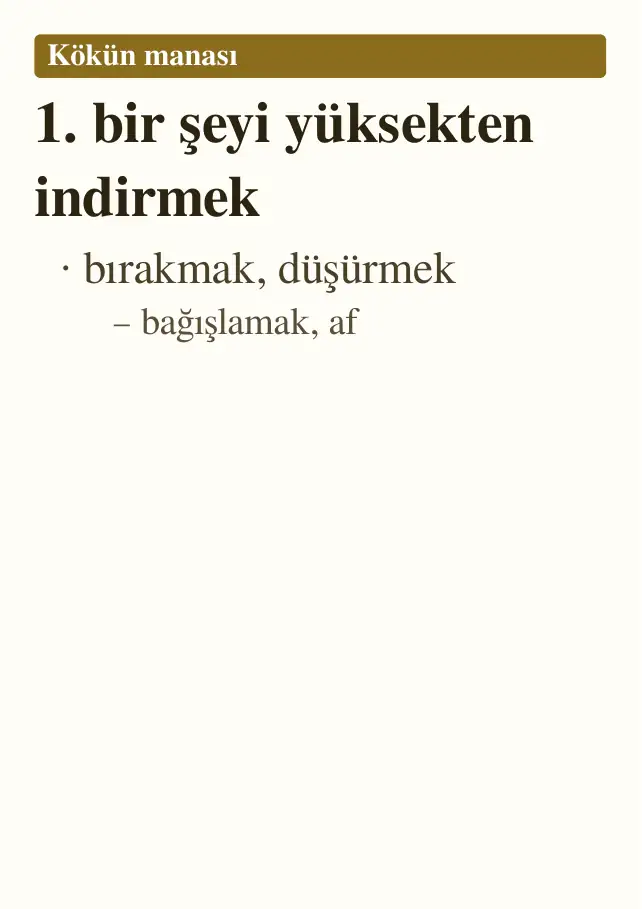 Kökün manası
1. bir şeyi yüksekten
indirmek
· bırakmak, düşürmek
– bağışlamak, af